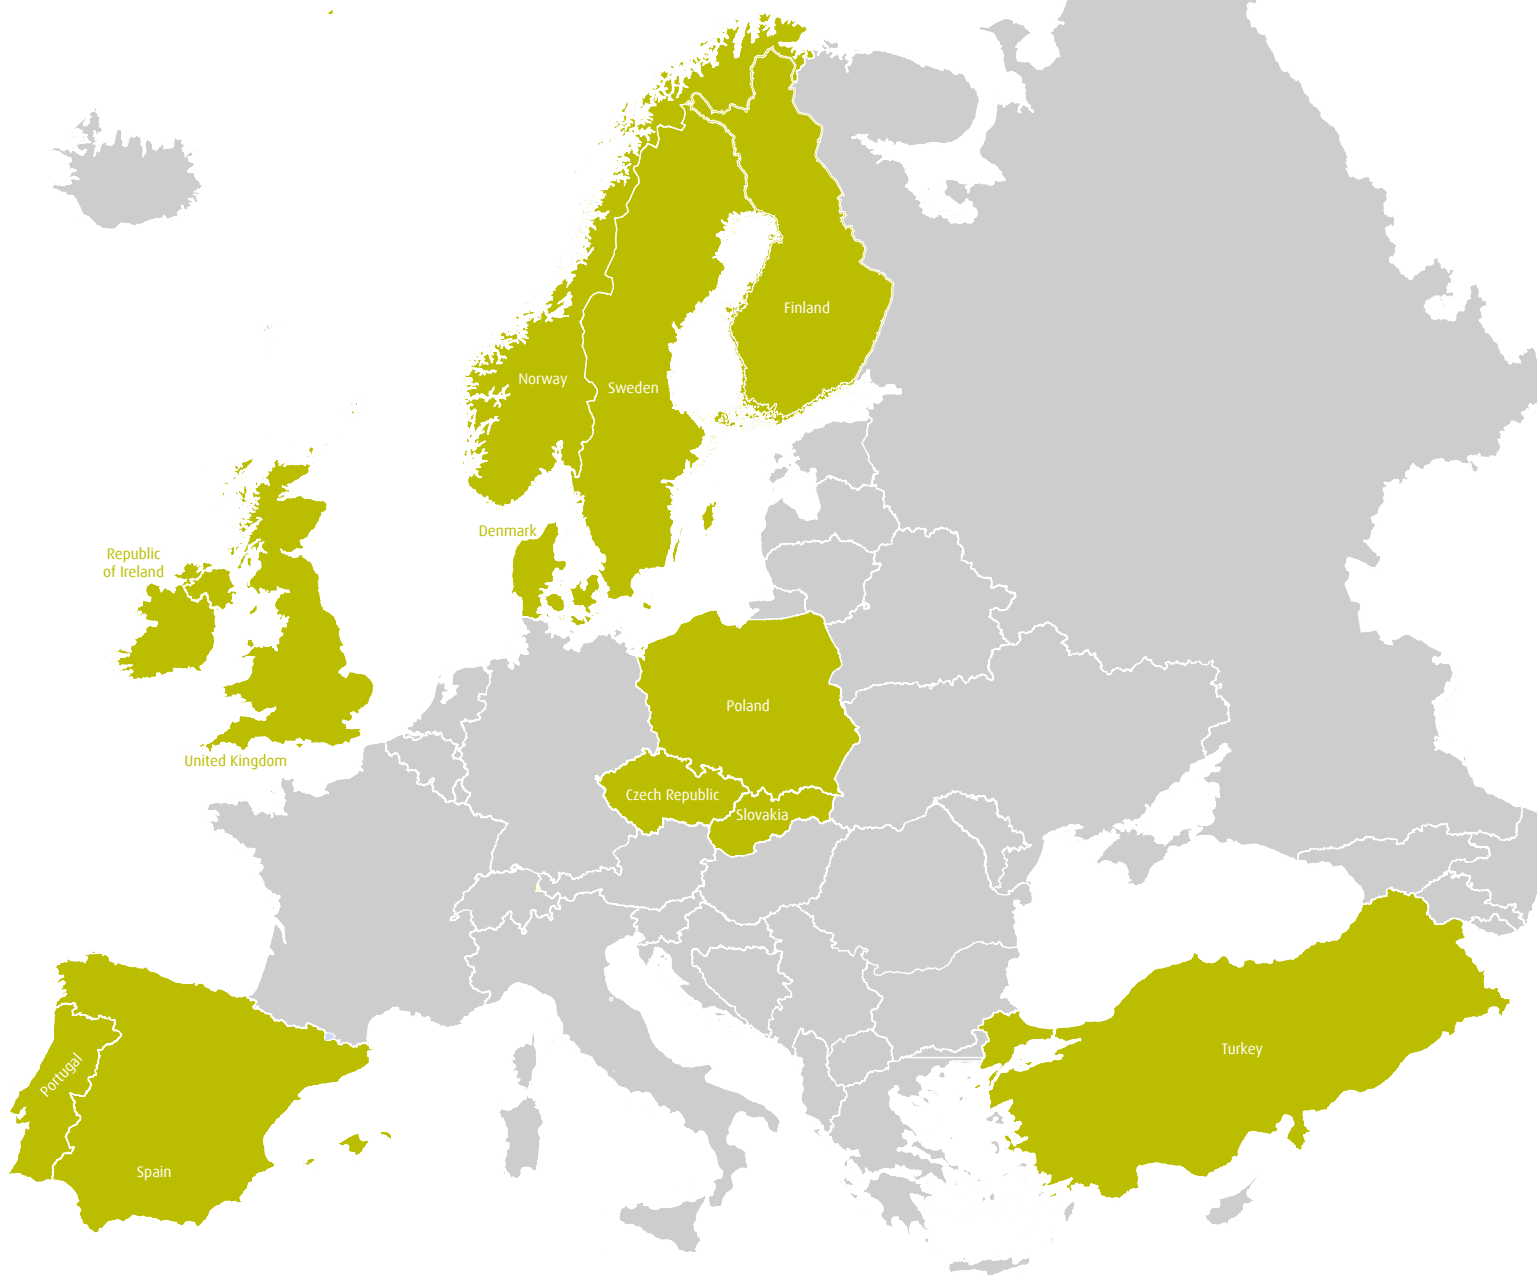 Finland
Norway
Sweden
Denmark
Republic
of Ireland
Poland
United Kingdom
Czech Republic
Slovakia
Turkey
Portugal
Spain